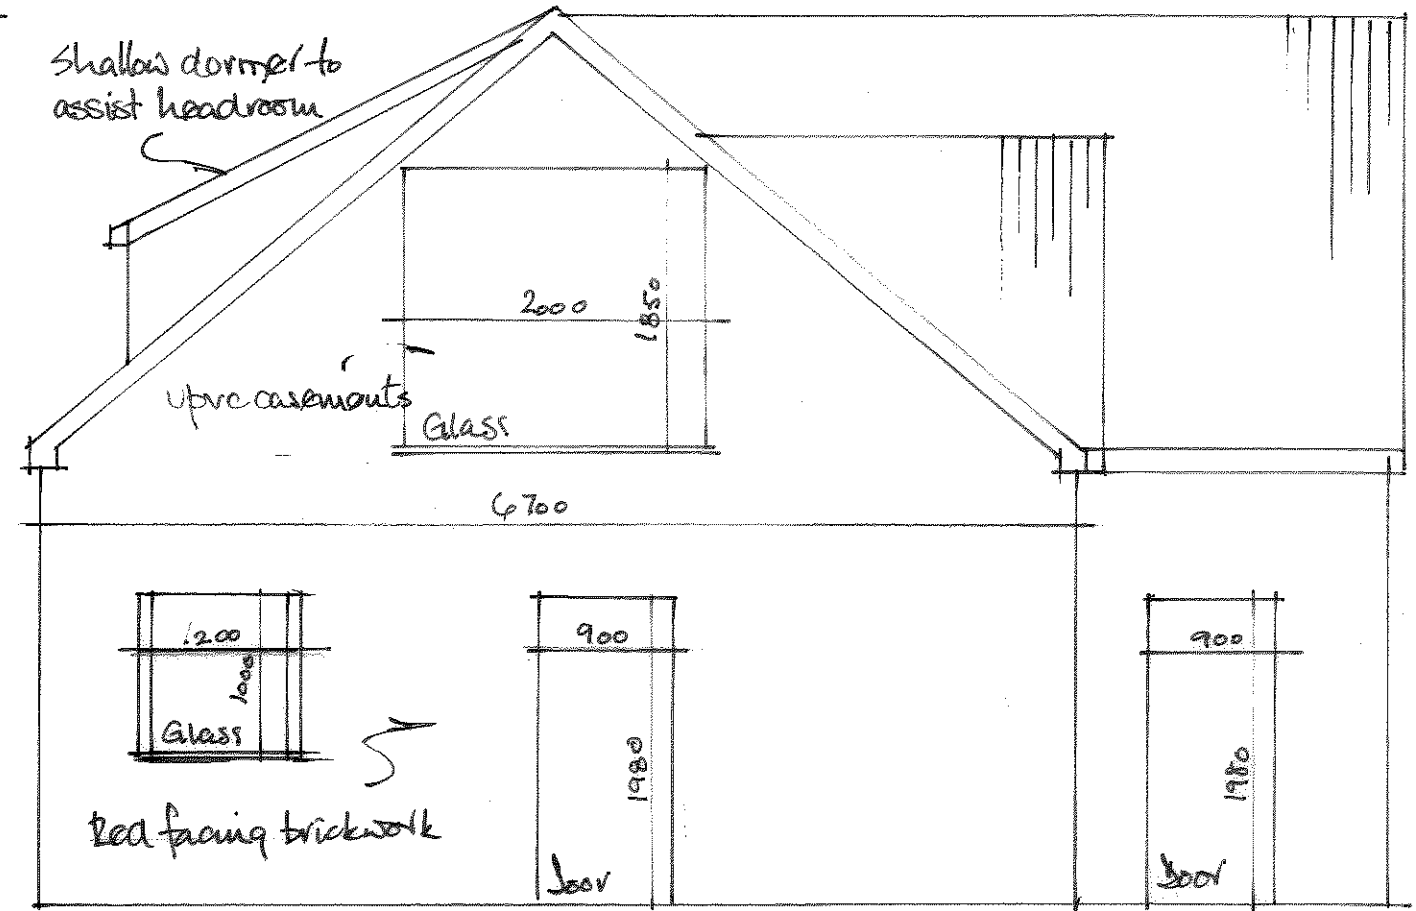 Shallow dormer to
assist headroom
2000
1850
upvc casements
Glass
6700
1200
1000
Glass
900
1980
Door
900
1980
Door
Red facing brickwork